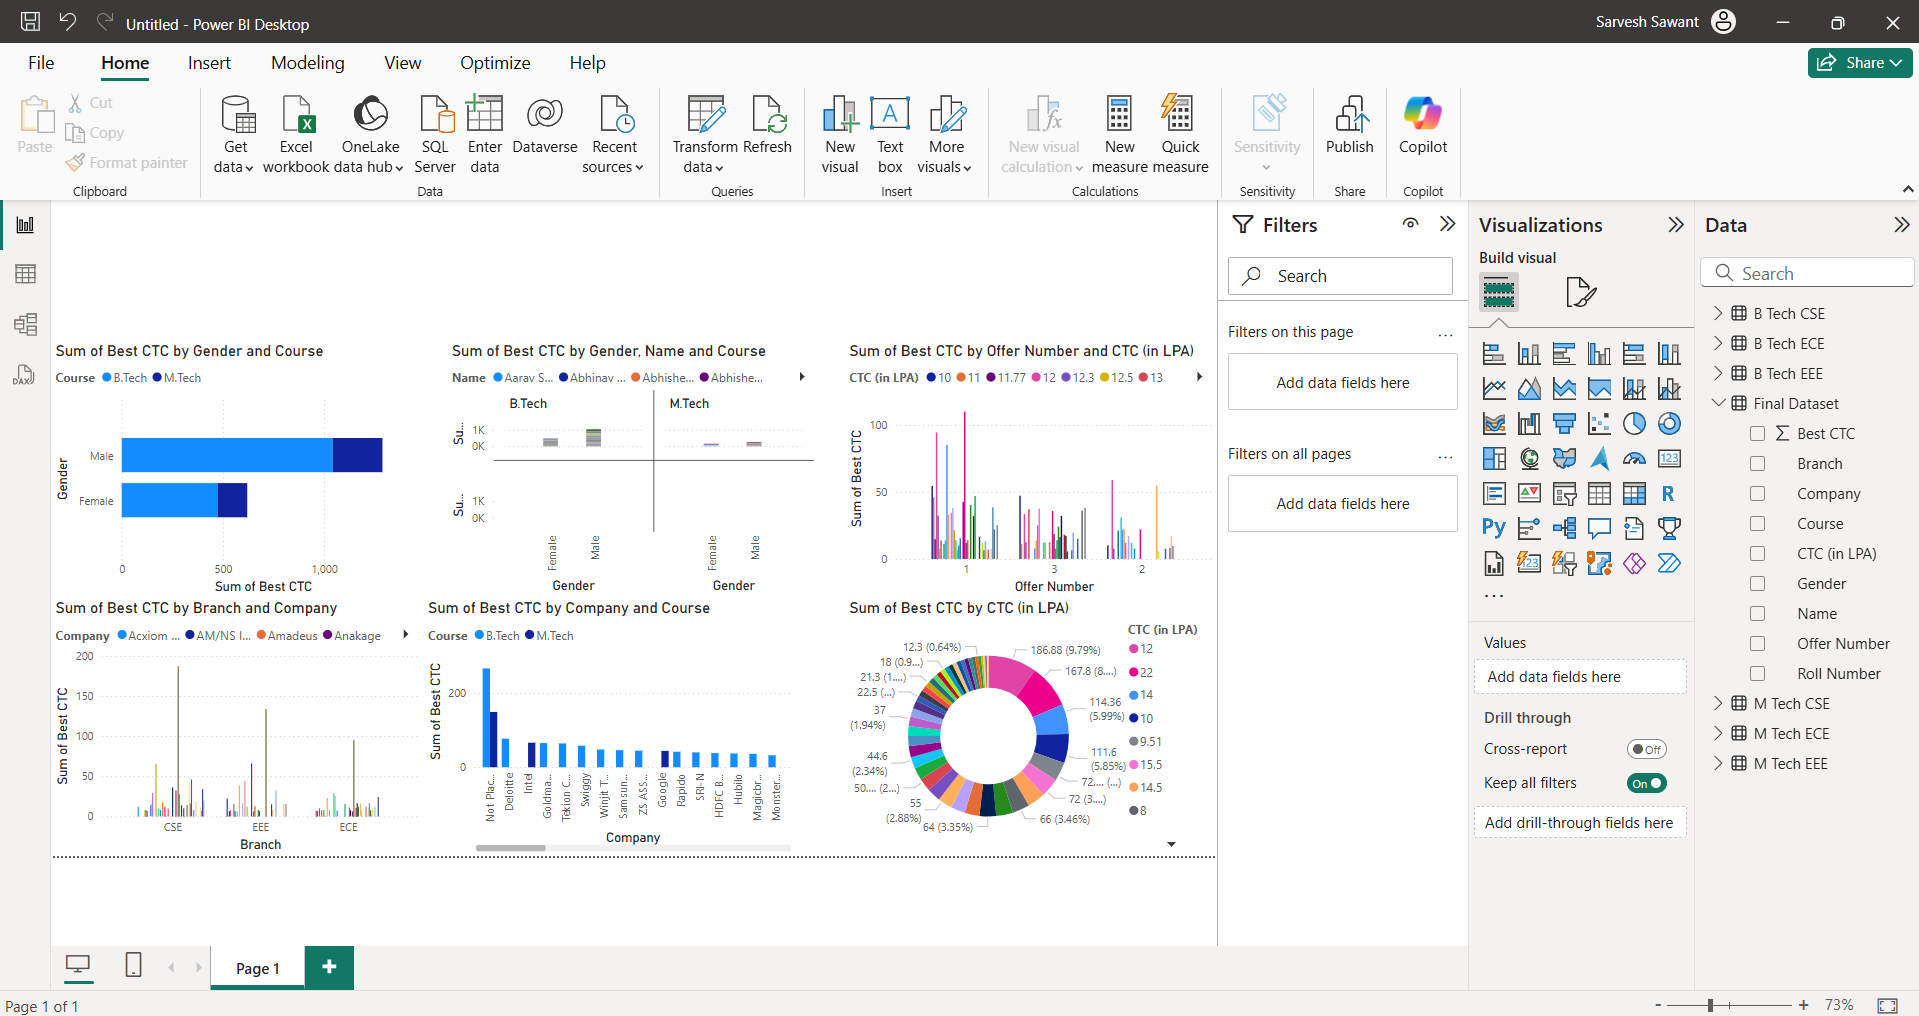 Untitled - Power BI Desktop
Sarvesh Sawant
File Home Insert Modeling View Optimize Help
Share
Paste
Cut
Copy
Format painter
Clipboard
Get data
Excel workbook
OneLake data hub
SQL Server
Enter data
Dataverse
Recent sources
Data
Transform data
Refresh
Queries
New visual
Text box
More visuals
Insert
New visual calculation
New measure
Quick measure
Calculations
Sensitivity
Sensitivity
Publish
Share
Copilot
Copilot
Sum of Best CTC by Gender and Course
Course B.Tech M.Tech
Gender
Male
Female
0 500 1,000
Sum of Best CTC
Sum of Best CTC by Gender, Name and Course
Name Aarav S... Abhinav ... Abhishe... Abhishe...
B.Tech M.Tech
Su...
1K
0K
Su...
1K
0K
Female Male Female Male
Gender Gender
Sum of Best CTC by Offer Number and CTC (in LPA)
CTC (in LPA) 10 11 11.77 12 12.3 12.5 13
Sum of Best CTC
100
50
0
1 3 2
Offer Number
Sum of Best CTC by Branch and Company
Company Acxiom ... AM/NS I... Amadeus Anakage
Sum of Best CTC
200
150
100
50
0
CSE EEE ECE
Branch
Sum of Best CTC by Company and Course
Course B.Tech M.Tech
Sum of Best CTC
200
0
Not Plac...
Deloitte
Intel
Goldma...
Tekion C...
Swiggy
Winjit T...
Samsun...
ZS ASS...
Google
Rapido
SRI-N
HDFC B...
Hubilo
Magicbr...
Monster...
Company
Sum of Best CTC by CTC (in LPA)
12.3 (0.64%)
18 (0.9...)
21.3 (1....)
22.5 (...)
37 (1.94%)
44.6 (2.34%)
50.... (2...)
55 (2.88%)
64 (3.35%)
186.88 (9.79%)
167.8 (8....)
114.36 (5.99%)
111.6 (5.85%)
72.... (...)
72 (3....)
66 (3.46%)
CTC (in LPA)
12
22
14
10
9.51
15.5
14.5
8
Filters
Search
Filters on this page ...
Add data fields here
Filters on all pages ...
Add data fields here
Visualizations
Build visual
123
R
Py
123
...
Values
Add data fields here
Drill through
Cross-report Off
Keep all filters On
Add drill-through fields here
Data
Search
B Tech CSE
B Tech ECE
B Tech EEE
Final Dataset
Best CTC
Branch
Company
Course
CTC (in LPA)
Gender
Name
Offer Number
Roll Number
M Tech CSE
M Tech ECE
M Tech EEE
Page 1
Page 1 of 1
- + 73%